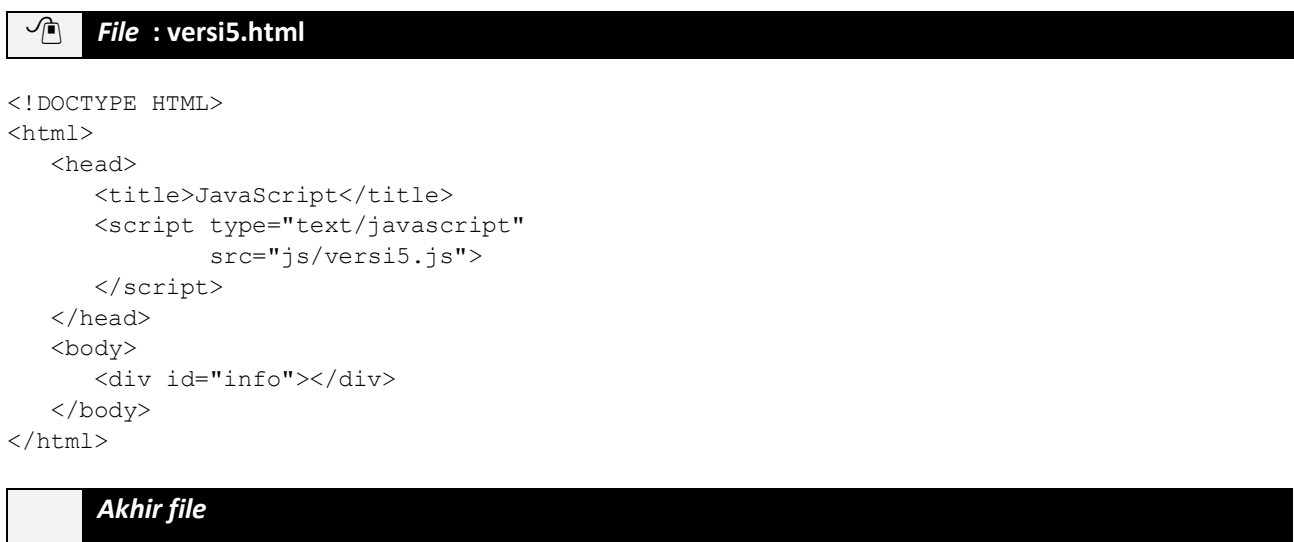 File : versi5.html
<!DOCTYPE HTML>
<html>
   <head>
      <title>JavaScript</title>
      <script type="text/javascript"
              src="js/versi5.js">
      </script>
   </head>
   <body>
      <div id="info"></div>
   </body>
</html>
Akhir file